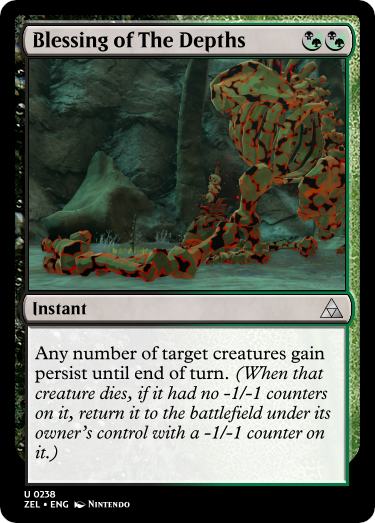 Blessing of The Depths
Instant
Any number of target creatures gain
persist until end of turn. (When that
creature dies, if it had no -1/-1 counters
on it, return it to the battlefield under its
owner's control with a -1/-1 counter on
it.)
U 0238
ZEL • ENG Nintendo